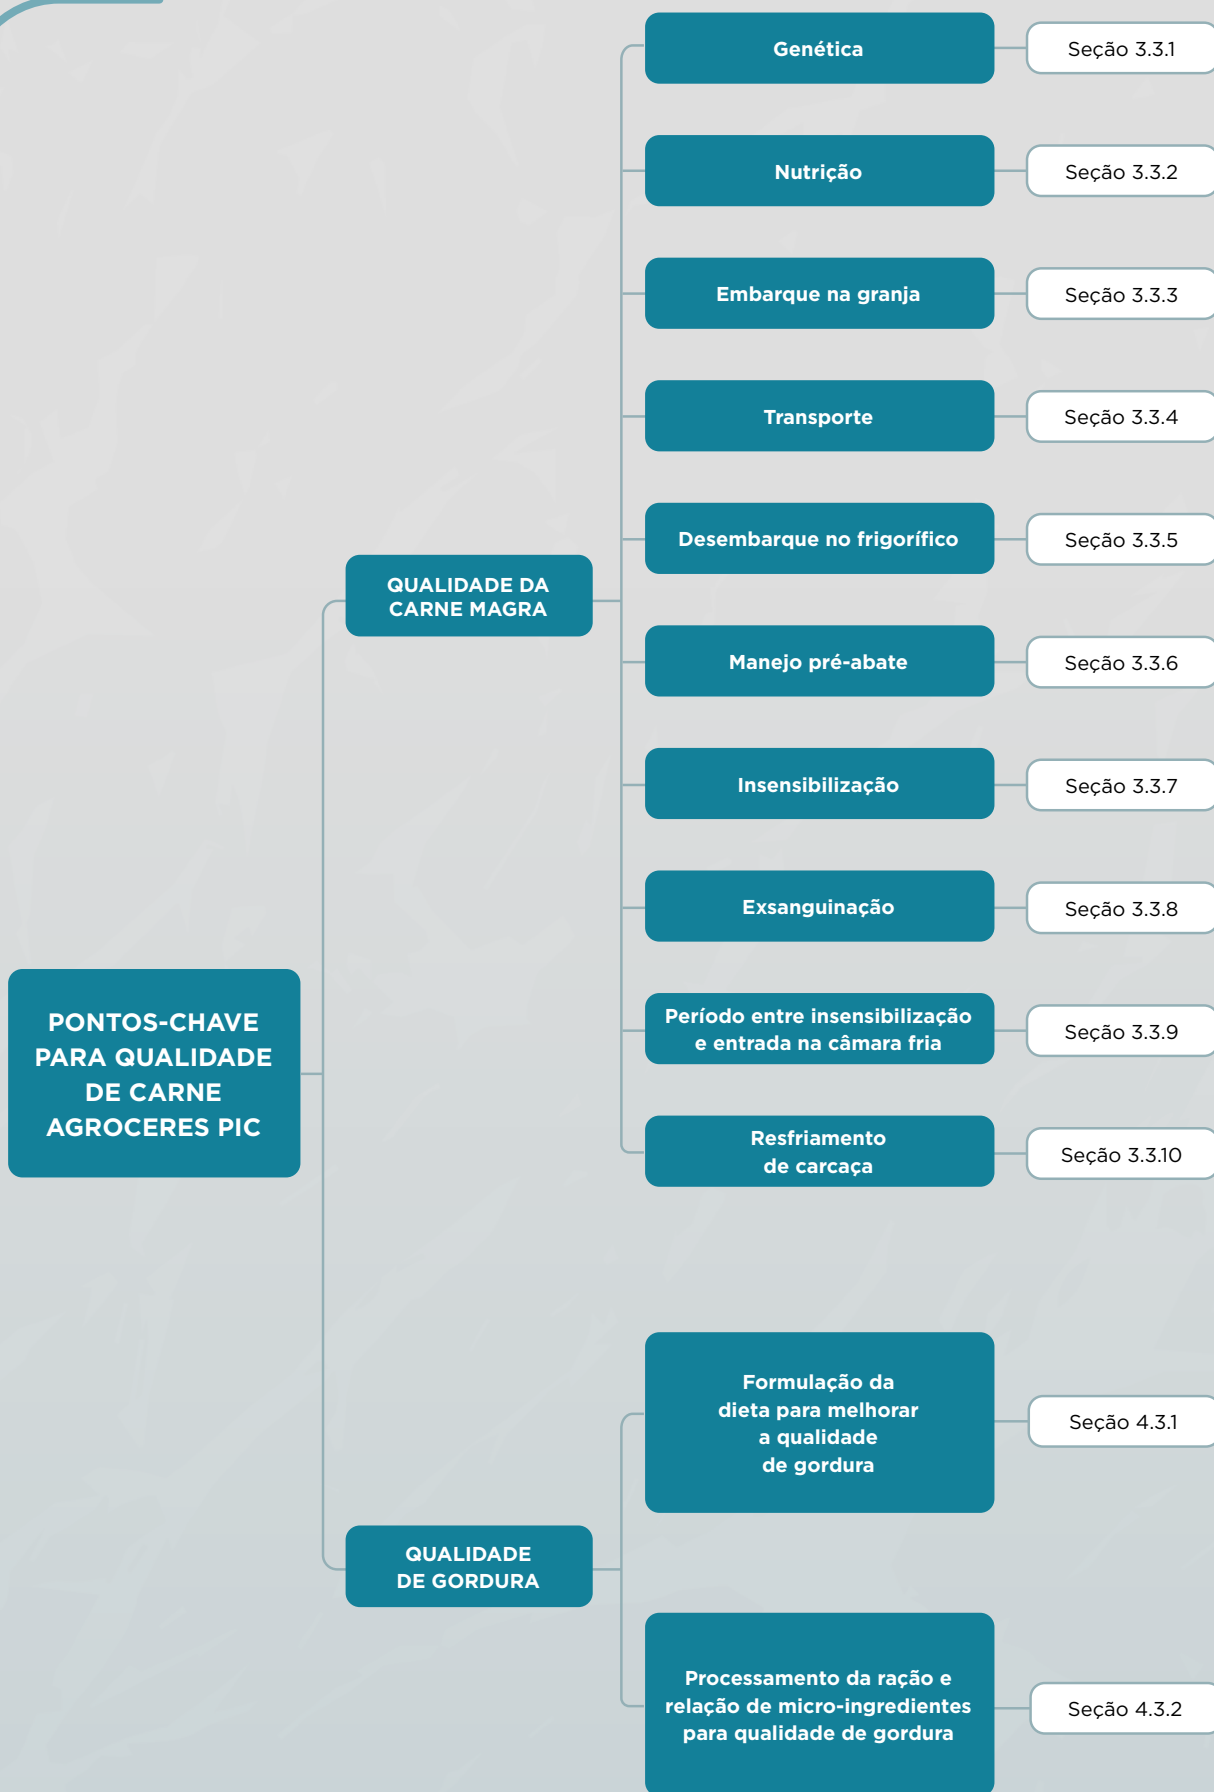 PONTOS-CHAVE
PARA QUALIDADE
DE CARNE
AGROCERES PIC
QUALIDADE DA
CARNE MAGRA
Genética
Seção 3.3.1
Nutrição
Seção 3.3.2
Embarque na granja
Seção 3.3.3
Transporte
Seção 3.3.4
Desembarque no frigorífico
Seção 3.3.5
Manejo pré-abate
Seção 3.3.6
Insensibilização
Seção 3.3.7
Exsanguinação
Seção 3.3.8
Período entre insensibilização
e entrada na câmara fria
Seção 3.3.9
Resfriamento
de carcaça
Seção 3.3.10
QUALIDADE
DE GORDURA
Formulação da
dieta para melhorar
a qualidade
de gordura
Seção 4.3.1
Processamento da ração e
relação de micro-ingredientes
para qualidade de gordura
Seção 4.3.2